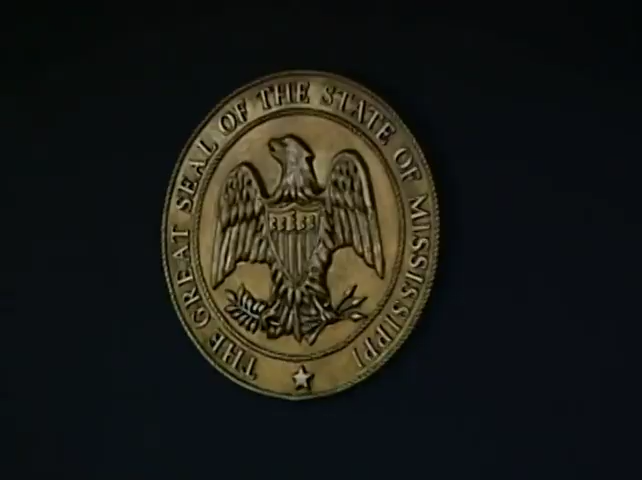 THE GREAT SEAL OF THE STATE OF MISSISSIPPI